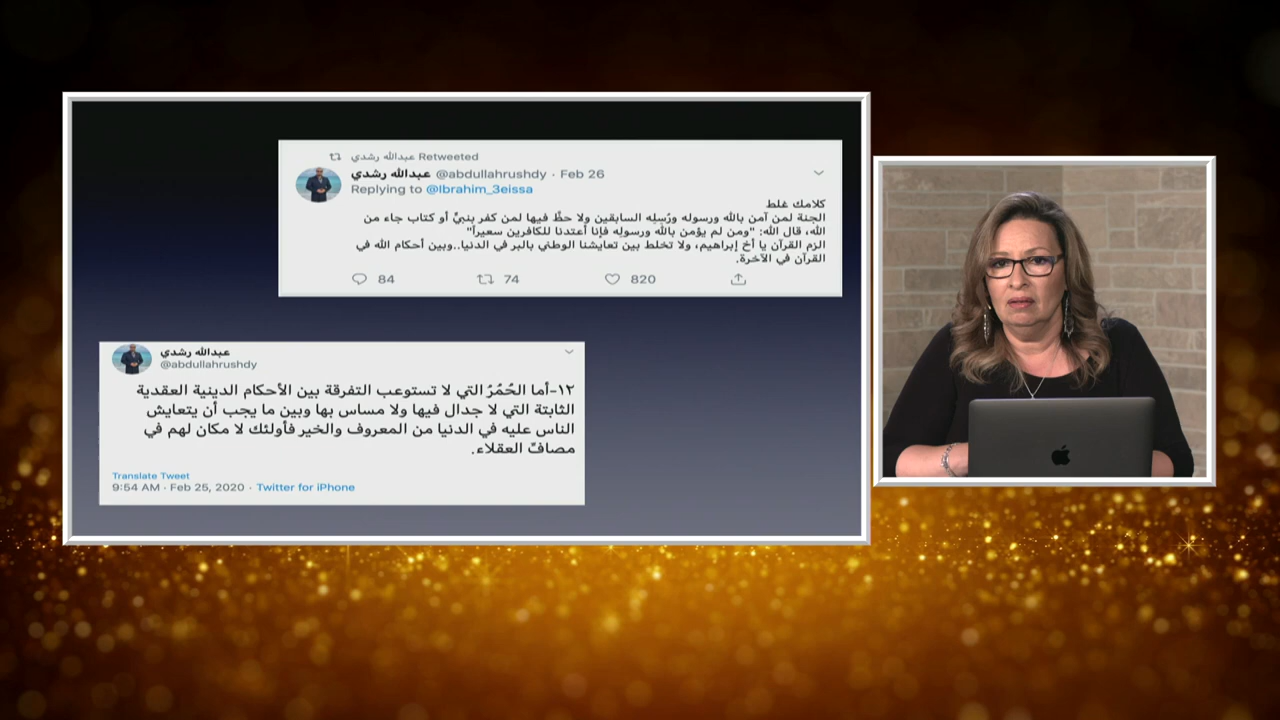 عبدالله رشدي Retweeted
عبدالله رشدي @abdullahrushdy · Feb 26
Replying to @Ibrahim_3eissa
كلامك غلط
الجنة لمن آمن بالله ورسوله ورُسلِه السابقين ولا حظَّ فيها لمن كفر بنبيٍّ أو كتاب جاء من
الله، قال الله: "ومن لم يؤمن بالله ورسولِه فإنا أعتدنا للكافرين سعيراً"
الزم القرآن يا أخ إبراهيم، ولا تخلط بين تعايشنا الوطني بالبر في الدنيا..وبين أحكام الله في
القرآن في الآخرة.
84 74 820
عبدالله رشدي
@abdullahrushdy
١٢-أما الحُمُرُ التي لا تستوعب التفرقة بين الأحكام الدينية العقدية
الثابتة التي لا جدال فيها ولا مساس بها وبين ما يجب أن يتعايش
الناس عليه في الدنيا من المعروف والخير فأولئك لا مكان لهم في
مصافِّ العقلاء.
Translate Tweet
9:54 AM · Feb 25, 2020 · Twitter for iPhone